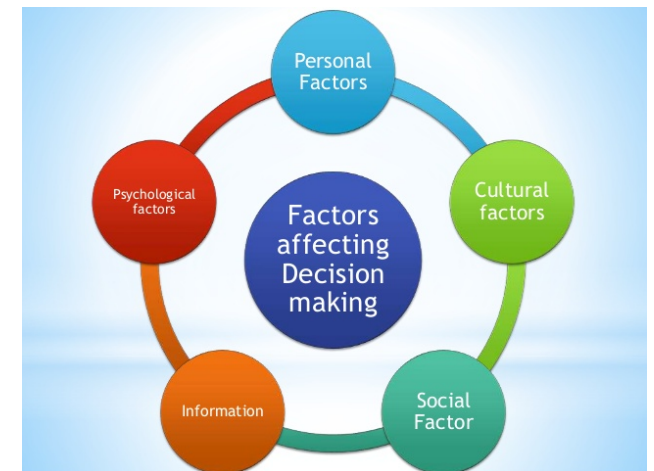 Personal
Factors
Cultural
factors
Psychological
factors
Factors
affecting
Decision
making
Social
Factor
Information